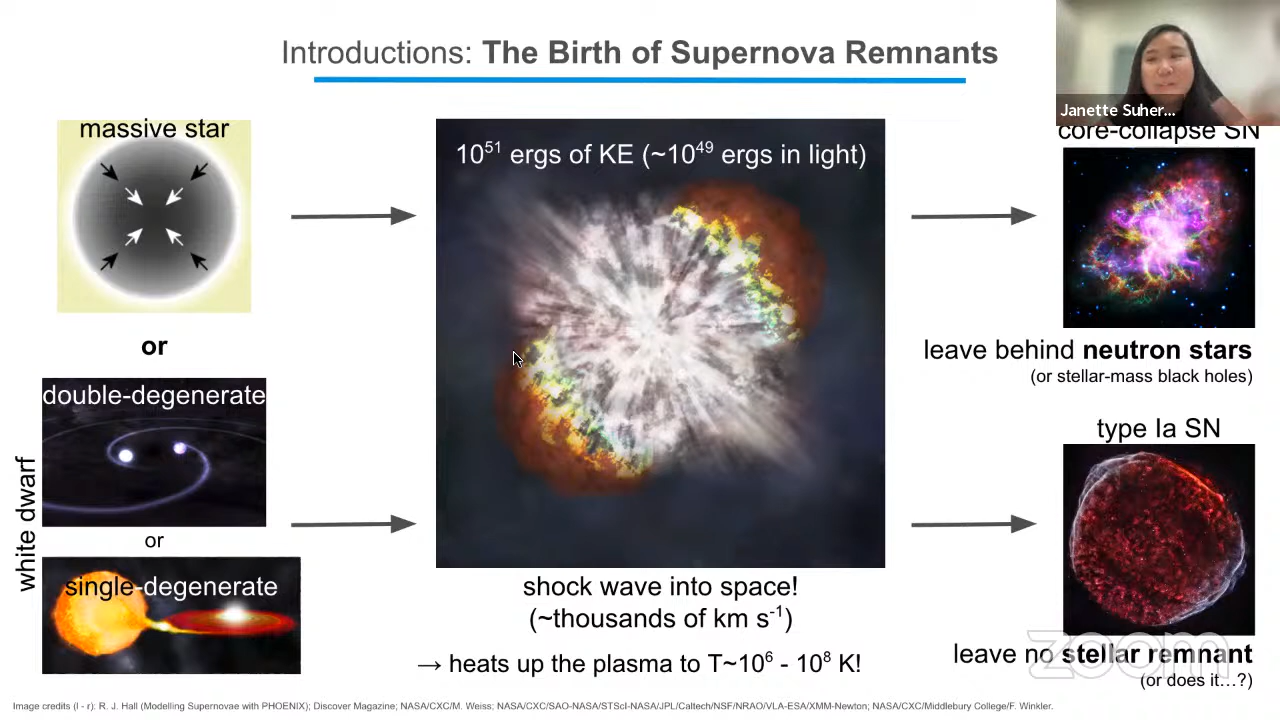 Introductions: The Birth of Supernova Remnants
Janette Suher...
massive star
10⁵¹ ergs of KE (~10⁴⁹ ergs in light)
core-collapse SN
or
leave behind neutron stars
(or stellar-mass black holes)
double-degenerate
white dwarf
type Ia SN
or
single-degenerate
shock wave into space!
(~thousands of km s⁻¹)
→ heats up the plasma to T~10⁶ - 10⁸ K!
leave no stellar remnant
(or does it…?)
zoom
Image credits (l - r): R. J. Hall (Modelling Supernovae with PHOENIX); Discover Magazine; NASA/CXC/M. Weiss; NASA/CXC/SAO-NASA/STScI-NASA/JPL/Caltech/NSF/NRAO/VLA-ESA/XMM-Newton; NASA/CXC/Middlebury College/F. Winkler.